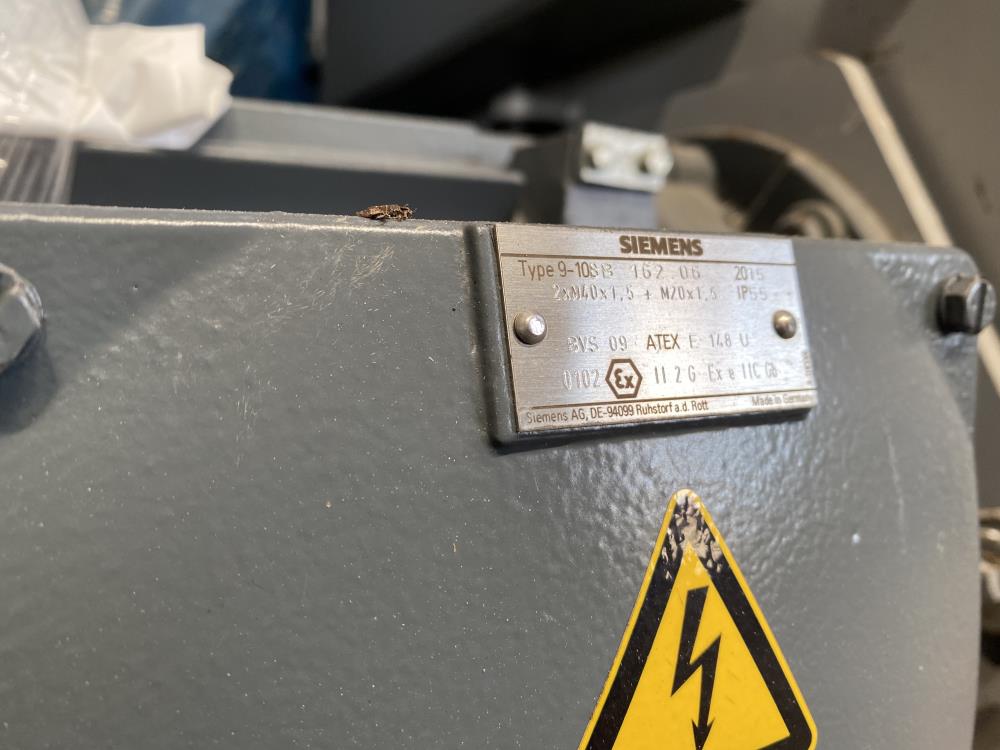 SIEMENS
Type 9-10SB 162.06 2015
2xM40x1,5 + M20x1,5 IP55
BVS 09 ATEX E 148 U
0102 Ex II 2 G Ex e IIC Gb
Siemens AG, DE-94099 Ruhstorf a.d. Rott Made in Germany